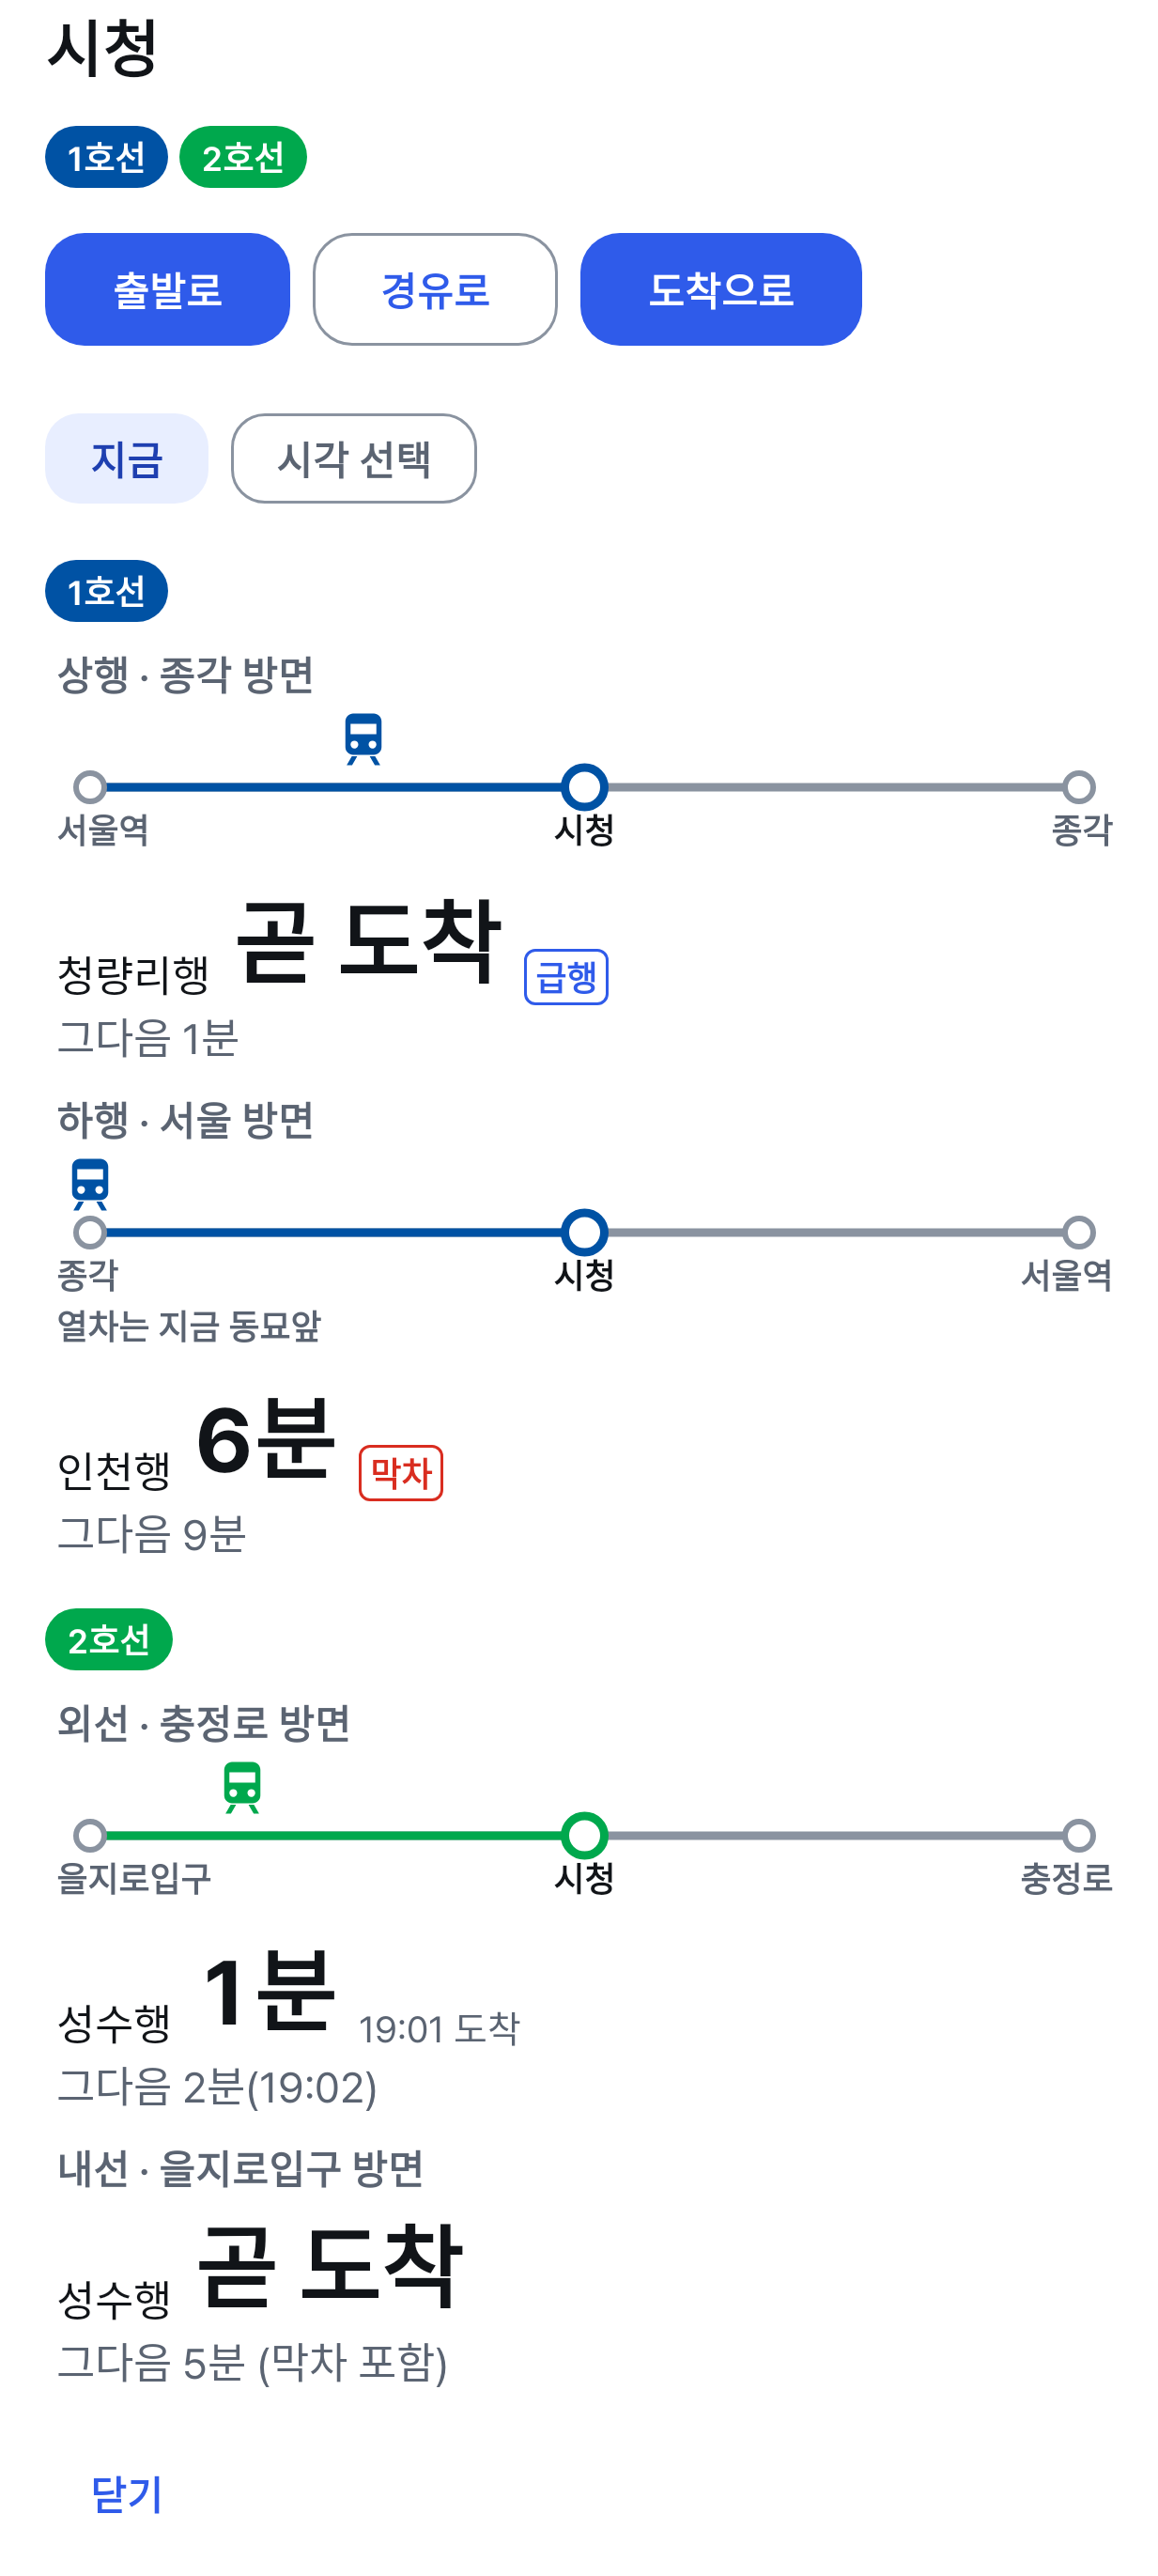 시청
1호선 2호선
출발로 경유로 도착으로
지금 시각 선택
1호선
상행 · 종각 방면
서울역 시청 종각
청량리행 곧 도착 급행
그다음 1분
하행 · 서울 방면
종각 시청 서울역
열차는 지금 동묘앞
인천행 6분 막차
그다음 9분
2호선
외선 · 충정로 방면
을지로입구 시청 충정로
성수행 1분 19:01 도착
그다음 2분(19:02)
내선 · 을지로입구 방면
성수행 곧 도착
그다음 5분 (막차 포함)
닫기